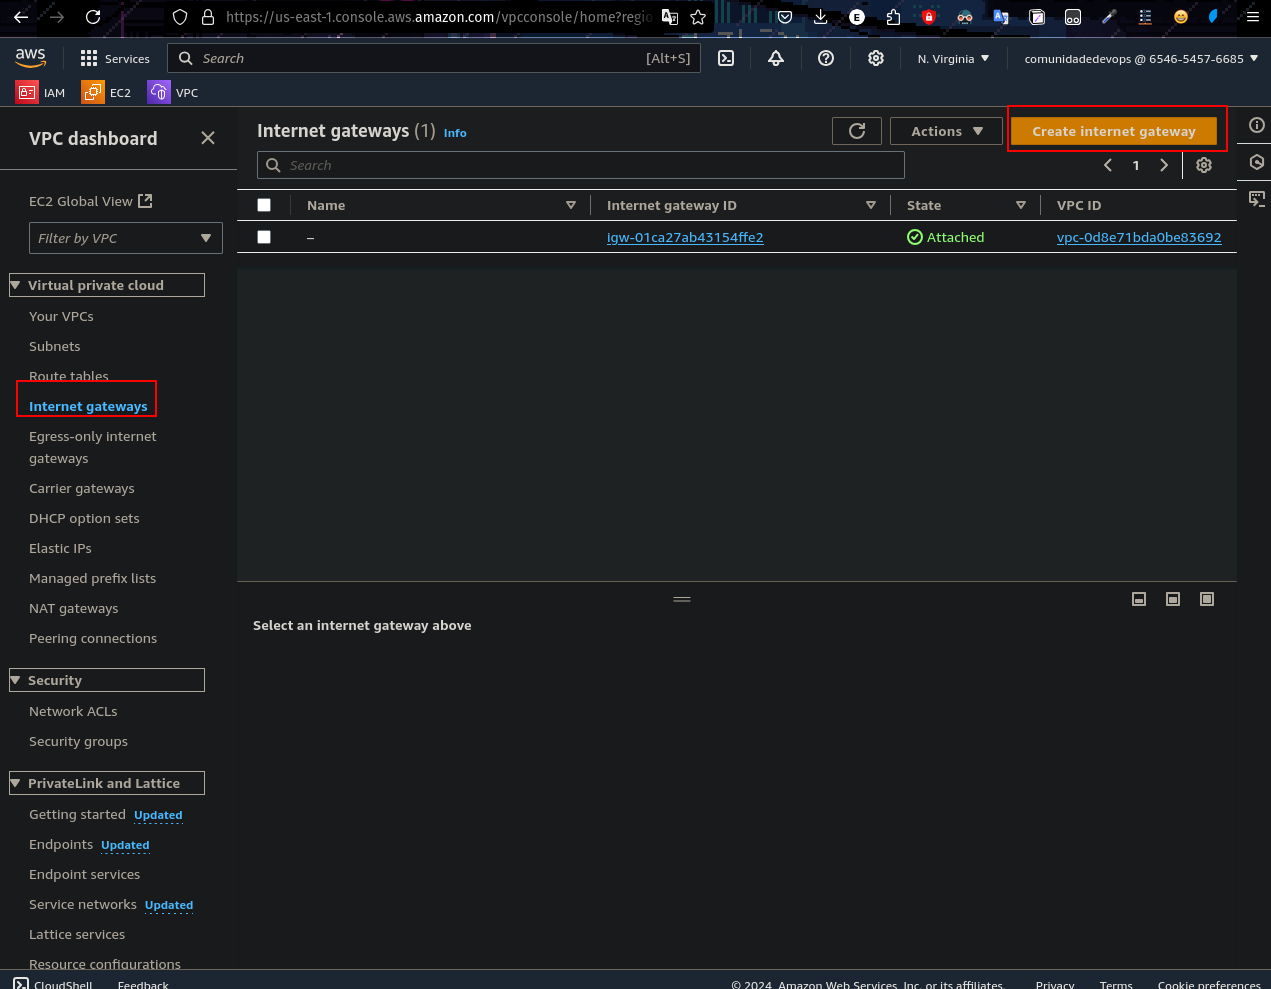 https://us-east-1.console.aws.amazon.com/vpcconsole/home?regio
aws
Services
Search
[Alt+S]
N. Virginia
comunidadedevops @ 6546-5457-6685
IAM
EC2
VPC
VPC dashboard
EC2 Global View
Filter by VPC
Virtual private cloud
Your VPCs
Subnets
Route tables
Internet gateways
Egress-only internet
gateways
Carrier gateways
DHCP option sets
Elastic IPs
Managed prefix lists
NAT gateways
Peering connections
Security
Network ACLs
Security groups
PrivateLink and Lattice
Getting started Updated
Endpoints Updated
Endpoint services
Service networks Updated
Lattice services
Resource configurations
Internet gateways (1) Info
Actions
Create internet gateway
Search
1
Name
Internet gateway ID
State
VPC ID
–
igw-01ca27ab43154ffe2
Attached
vpc-0d8e71bda0be83692
Select an internet gateway above
CloudShell
Feedback
© 2024, Amazon Web Services, Inc. or its affiliates.
Privacy
Terms
Cookie preferences